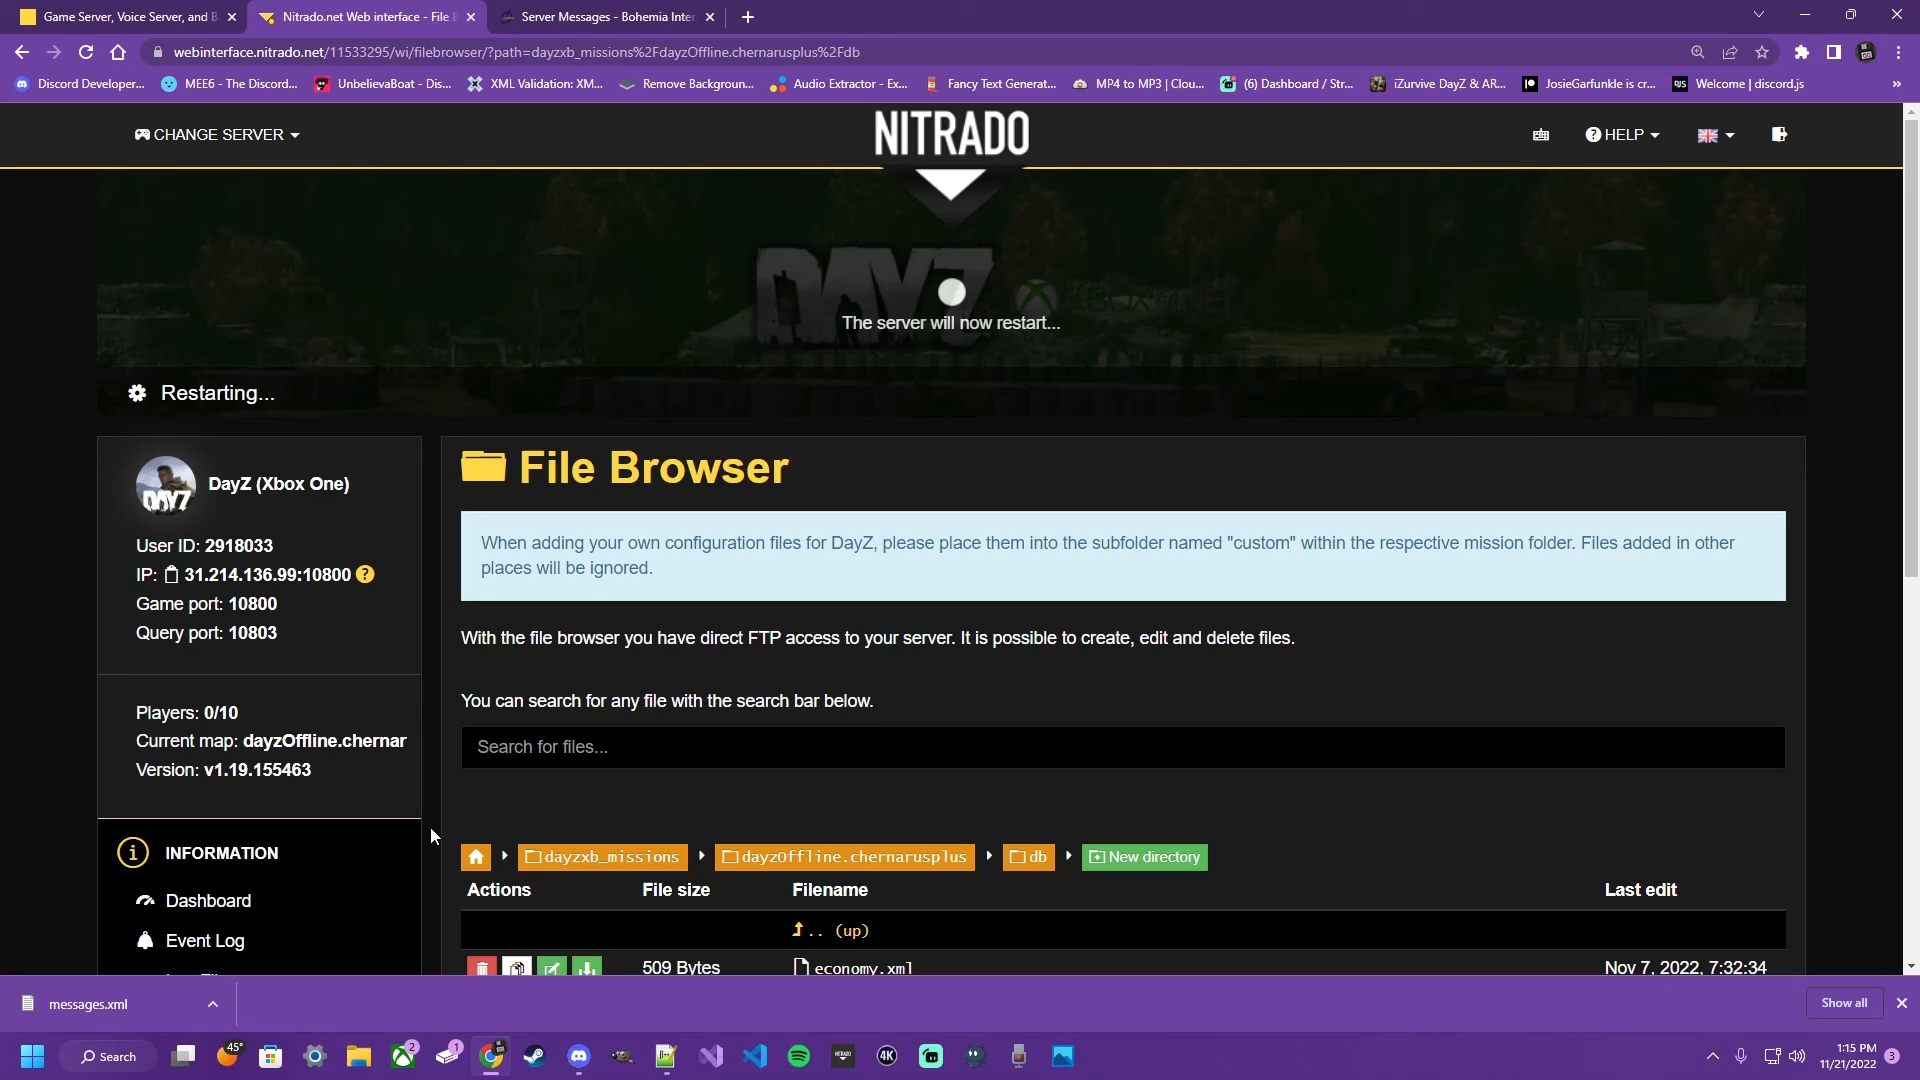 Game Server, Voice Server, and
Nitrado.net Web interface - File
Server Messages - Bohemia Inter
webinterface.nitrado.net/11533295/wi/filebrowser/?path=dayzxb_missions%2FdayzOffline.chernarusplus%2Fdb
Discord Developer...
MEE6 - The Discord...
UnbelievaBoat - Dis...
XML Validation: XM...
Remove Backgroun...
Audio Extractor - Ex...
Fancy Text Generat...
MP4 to MP3 | Clou...
(6) Dashboard / Str...
iZurvive DayZ & AR...
JosieGarfunkle is cr...
Welcome | discord.js
CHANGE SERVER
NITRADO
HELP
DAYZ
XBOX
The server will now restart...
Restarting...
DAYZ
DayZ (Xbox One)
User ID: 2918033
IP: 31.214.136.99:10800
Game port: 10800
Query port: 10803
Players: 0/10
Current map: dayzOffline.chernar
Version: v1.19.155463
INFORMATION
Dashboard
Event Log
File Browser
When adding your own configuration files for DayZ, please place them into the subfolder named "custom" within the respective mission folder. Files added in other
places will be ignored.
With the file browser you have direct FTP access to your server. It is possible to create, edit and delete files.
You can search for any file with the search bar below.
Search for files...
dayzxb_missions
dayzOffline.chernarusplus
db
New directory
Actions
File size
Filename
Last edit
.. (up)
509 Bytes
economy.xml
Nov 7, 2022, 7:32:34
messages.xml
Show all
Search
45°
2
1
4K
1:15 PM
11/21/2022
3